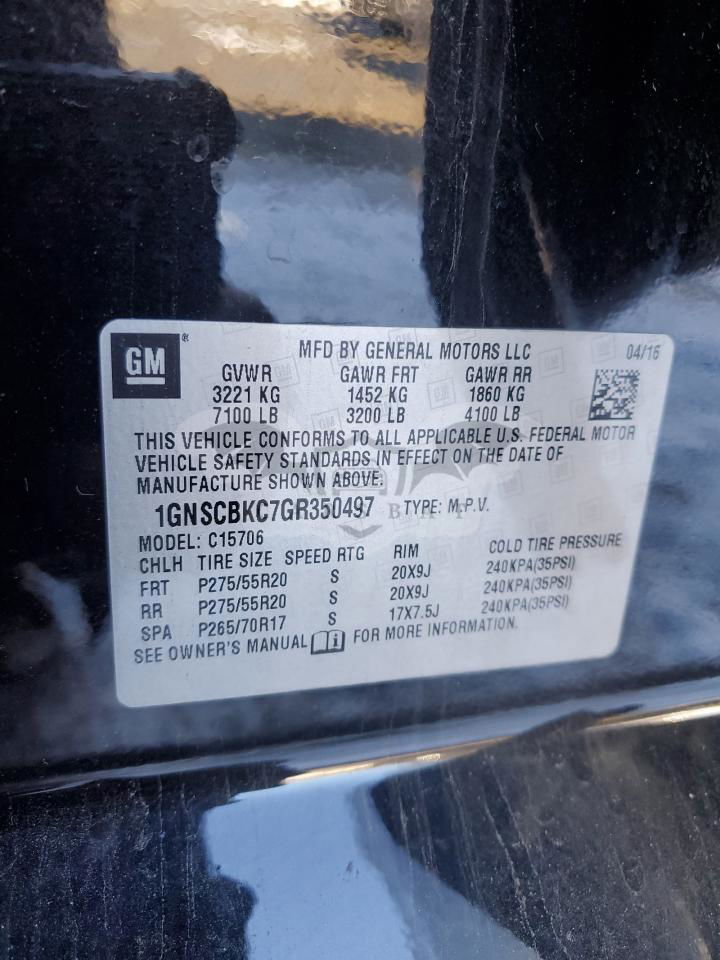 GM
MFD BY GENERAL MOTORS LLC 04/16
GVWR GAWR FRT GAWR RR
3221 KG 1452 KG 1860 KG
7100 LB 3200 LB 4100 LB
THIS VEHICLE CONFORMS TO ALL APPLICABLE U.S. FEDERAL MOTOR
VEHICLE SAFETY STANDARDS IN EFFECT ON THE DATE OF
MANUFACTURE SHOWN ABOVE.
1GNSCBKC7GR350497 TYPE: M.P.V.
MODEL: C15706
CHLH TIRE SIZE SPEED RTG RIM COLD TIRE PRESSURE
FRT P275/55R20 S 20X9J 240KPA(35PSI)
RR P275/55R20 S 20X9J 240KPA(35PSI)
SPA P265/70R17 S 17X7.5J 240KPA(35PSI)
SEE OWNER'S MANUAL FOR MORE INFORMATION.